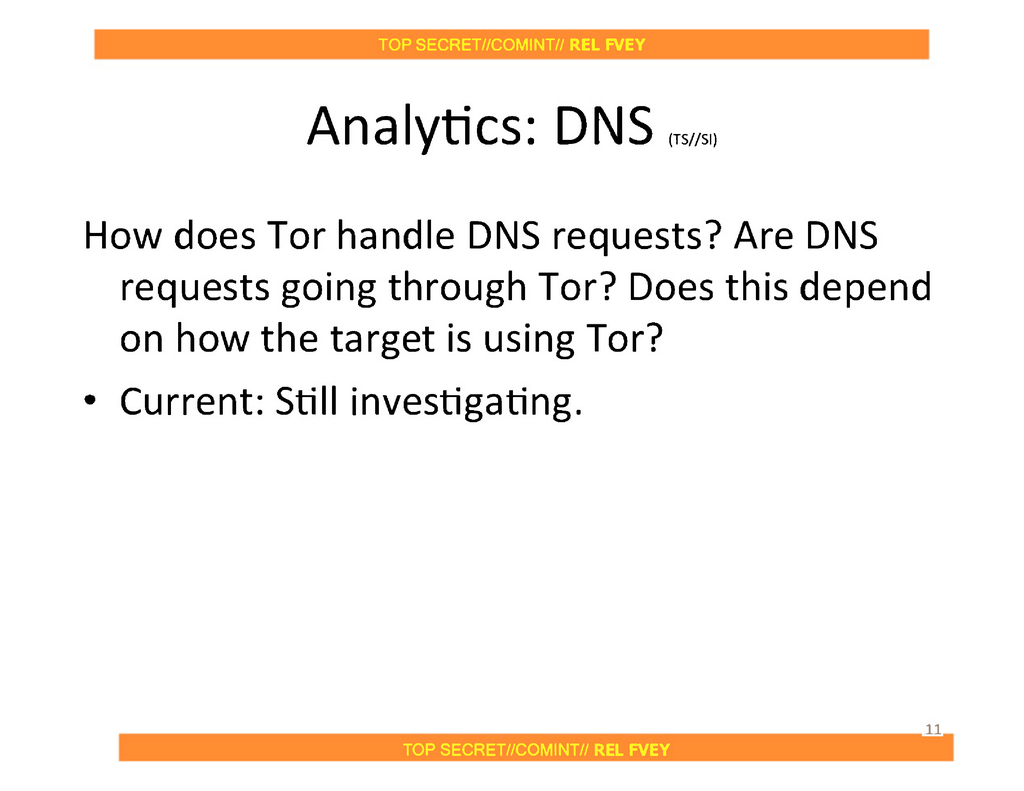 TOP SECRET//COMINT// REL FVEY
Analytics: DNS (TS//SI)
How does Tor handle DNS requests? Are DNS
requests going through Tor? Does this depend
on how the target is using Tor?
• Current: Still investigating.
11
TOP SECRET//COMINT// REL FVEY